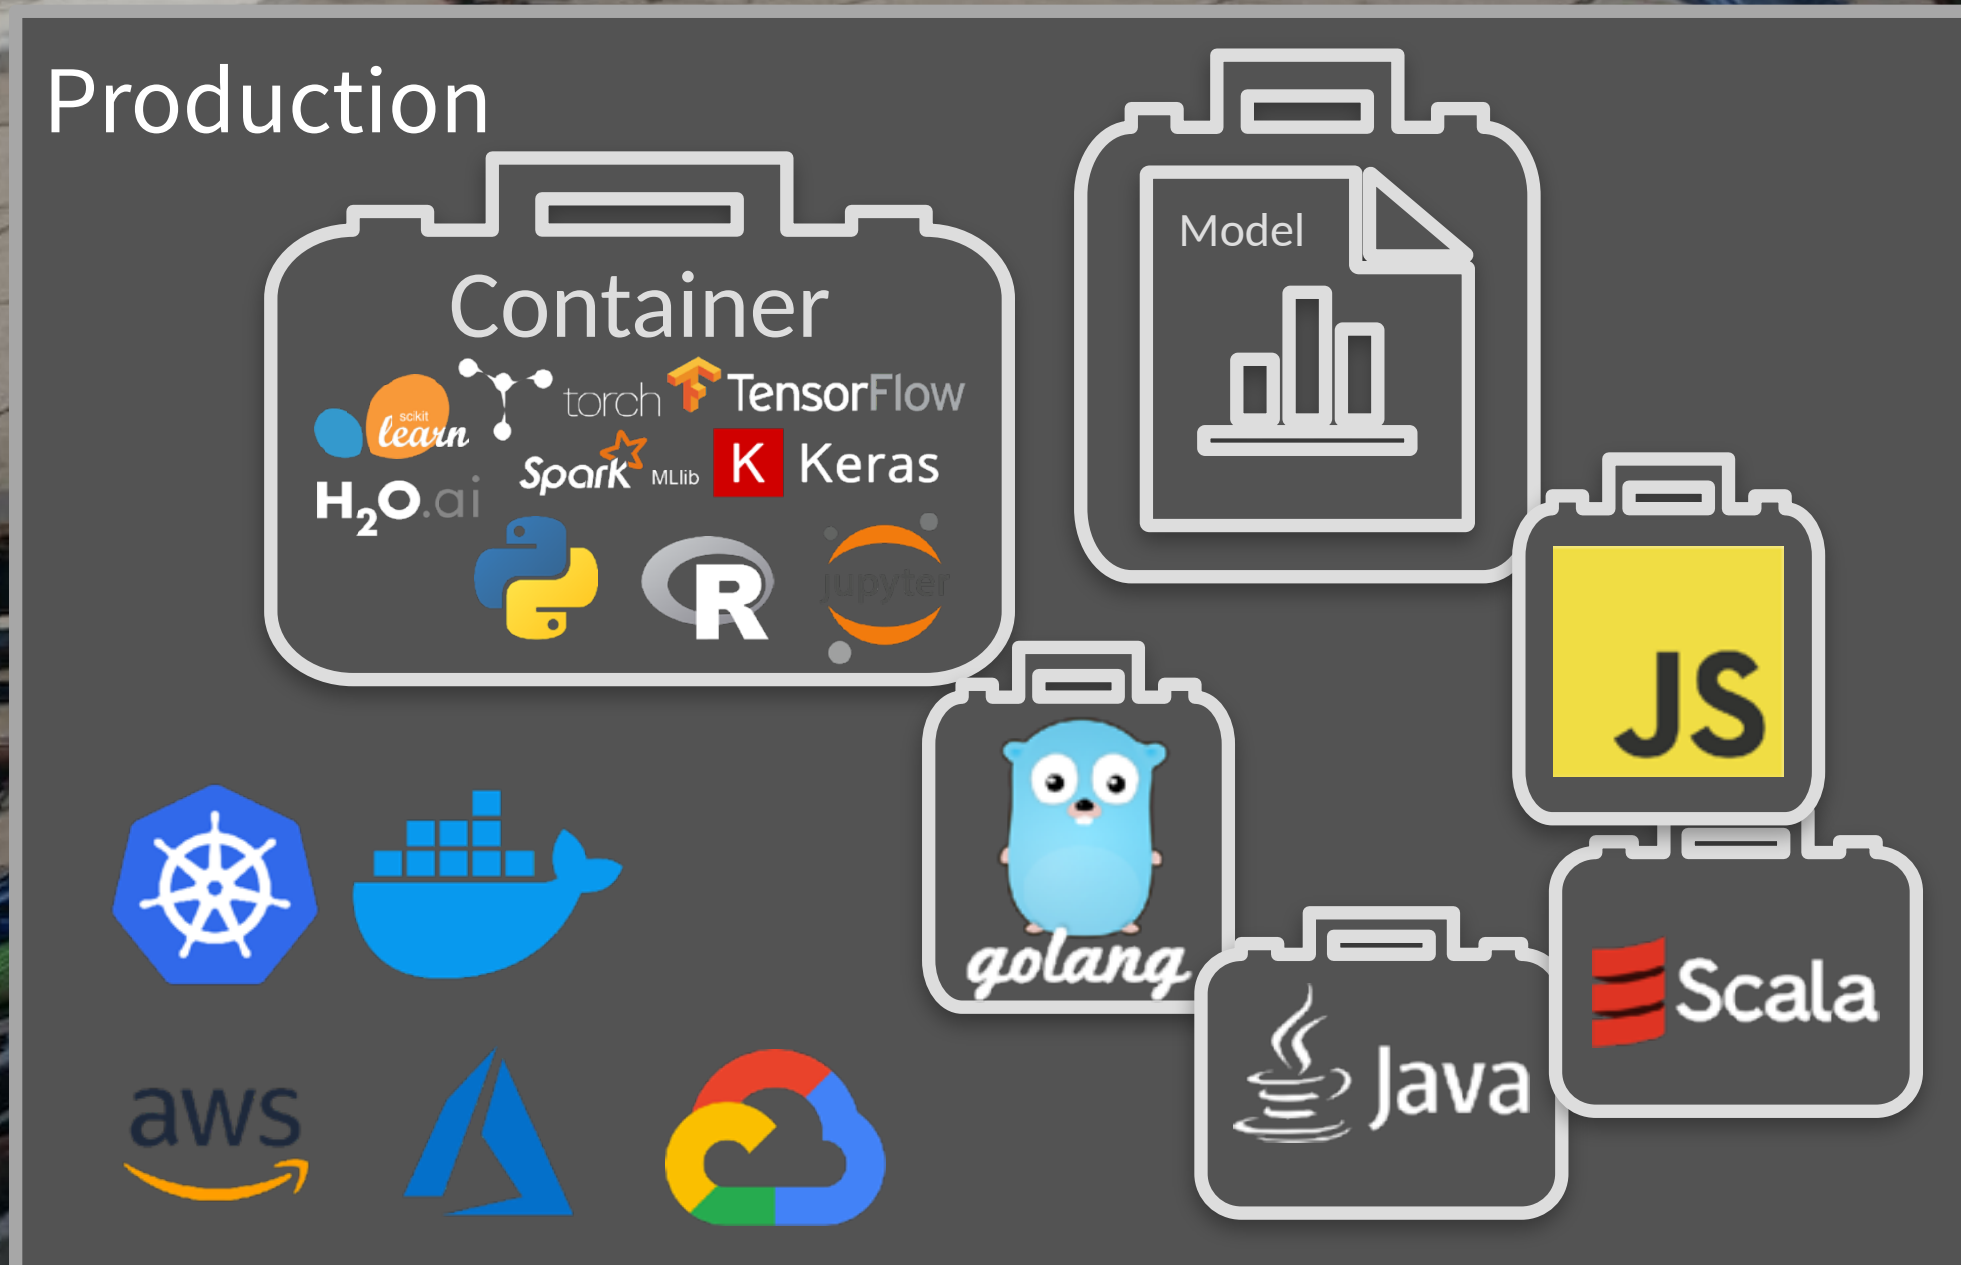 Production
Container
scikit
learn
torch
TensorFlow
Spark MLlib
K Keras
H2O.ai
R
jupyter
Model
JS
golang
Java
Scala
aws